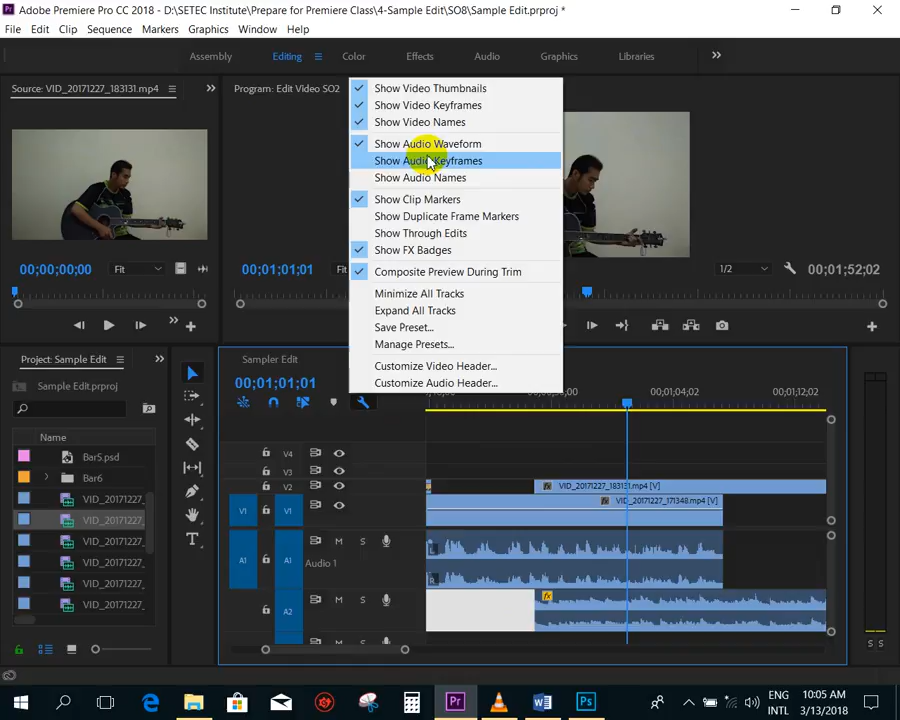 Adobe Premiere Pro CC 2018 - D:\SETEC Institute\Prepare for Premiere Class\4-Sample Edit\SO8\Sample Edit.prproj *
File Edit Clip Sequence Markers Graphics Window Help
Assembly Editing Color Effects Audio Graphics Libraries
Source: VID_20171227_183131.mp4
Program: Edit Video SO2
Show Video Thumbnails
Show Video Keyframes
Show Video Names
Show Audio Waveform
Show Audio Keyframes
Show Audio Names
Show Clip Markers
Show Duplicate Frame Markers
Show Through Edits
Show FX Badges
Composite Preview During Trim
Minimize All Tracks
Expand All Tracks
Save Preset...
Manage Presets...
Customize Video Header...
Customize Audio Header...
00;00;00;00 Fit
00;01;01;01 Fit
1/2 00;01;52;02
Project: Sample Edit
Sample Edit.prproj
Name
Bar5.psd
Bar6
VID_20171227_
VID_20171227_
VID_20171227_
VID_20171227_
VID_20171227_
VID_20171227_
Sampler Edit
00;01;01;01
00;01;04;02 00;01;12;02
V4
V3
V2
fx VID_20171227_183131.mp4 [V]
V1 V1
fx VID_20171227_171348.mp4 [V]
A1 A1 M S
Audio 1
L
R
A2 M S
fx
S S
ENG
INTL
10:05 AM
3/13/2018